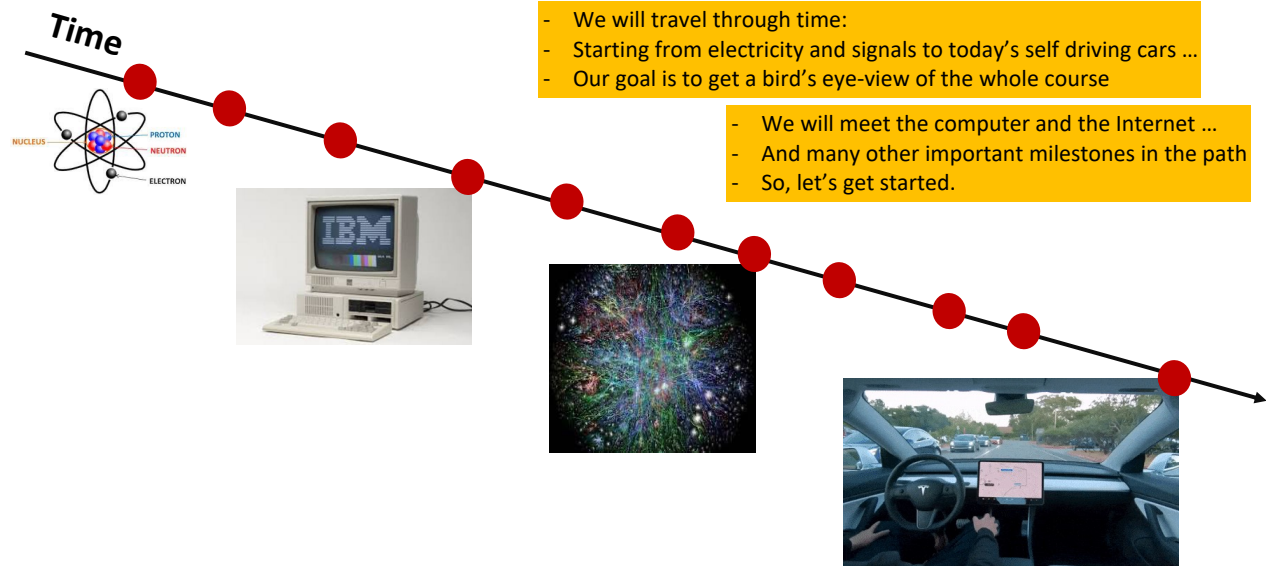 Time
- We will travel through time:
- Starting from electricity and signals to today’s self driving cars …
- Our goal is to get a bird’s eye-view of the whole course
- We will meet the computer and the Internet …
- And many other important milestones in the path
- So, let’s get started.
PROTON
NUCLEUS
NEUTRON
ELECTRON
IBM